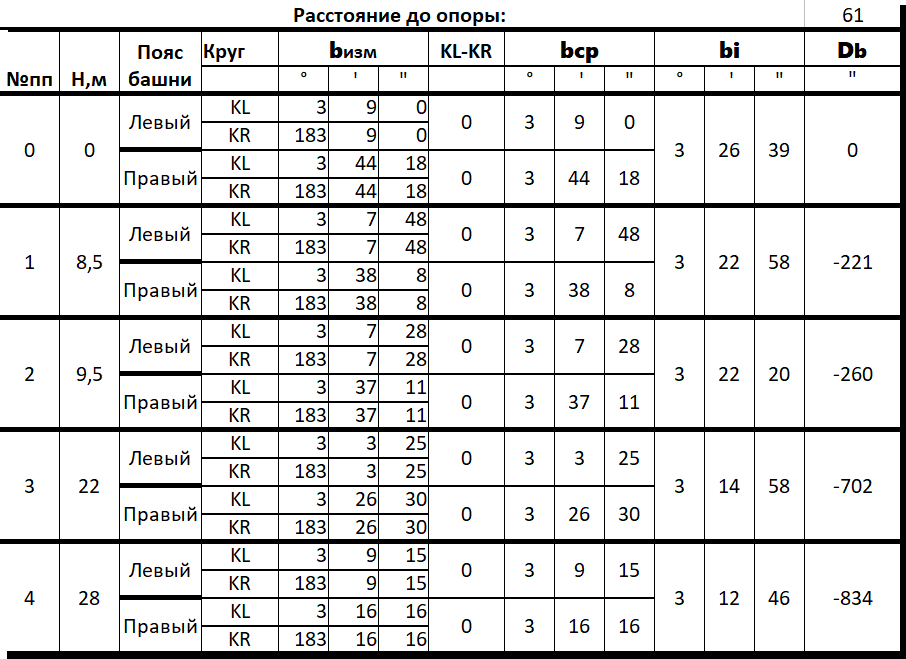 Расстояние до опоры: 61
№пп Н,м Пояс башни Круг bизм KL-KR bср bi Db
° ' " ° ' " ° ' " "
0 0 Левый KL 3 9 0 0 3 9 0 3 26 39 0
KR 183 9 0
Правый KL 3 44 18 0 3 44 18
KR 183 44 18
1 8,5 Левый KL 3 7 48 0 3 7 48 3 22 58 -221
KR 183 7 48
Правый KL 3 38 8 0 3 38 8
KR 183 38 8
2 9,5 Левый KL 3 7 28 0 3 7 28 3 22 20 -260
KR 183 7 28
Правый KL 3 37 11 0 3 37 11
KR 183 37 11
3 22 Левый KL 3 3 25 0 3 3 25 3 14 58 -702
KR 183 3 25
Правый KL 3 26 30 0 3 26 30
KR 183 26 30
4 28 Левый KL 3 9 15 0 3 9 15 3 12 46 -834
KR 183 9 15
Правый KL 3 16 16 0 3 16 16
KR 183 16 16